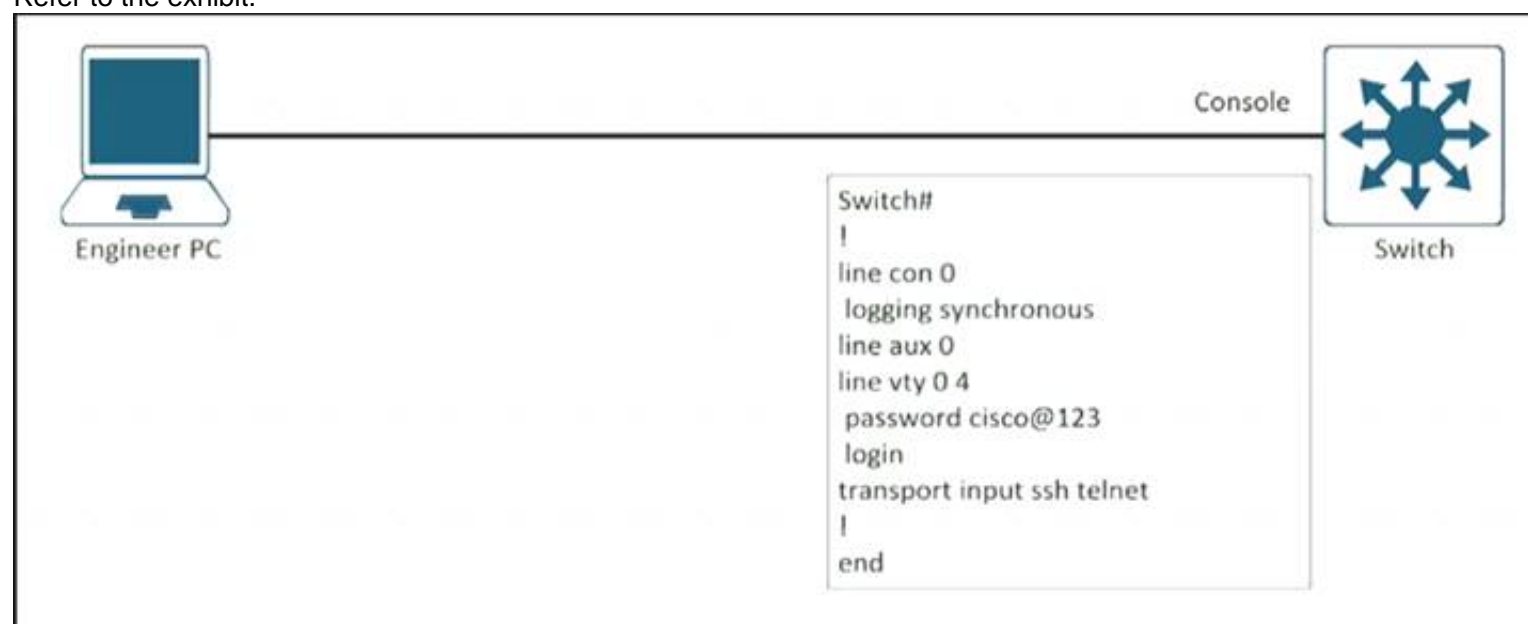 Refer to the exhibit.
Console
Engineer PC
Switch
Switch#
!
line con 0
logging synchronous
line aux 0
line vty 0 4
password cisco@123
login
transport input ssh telnet
!
end